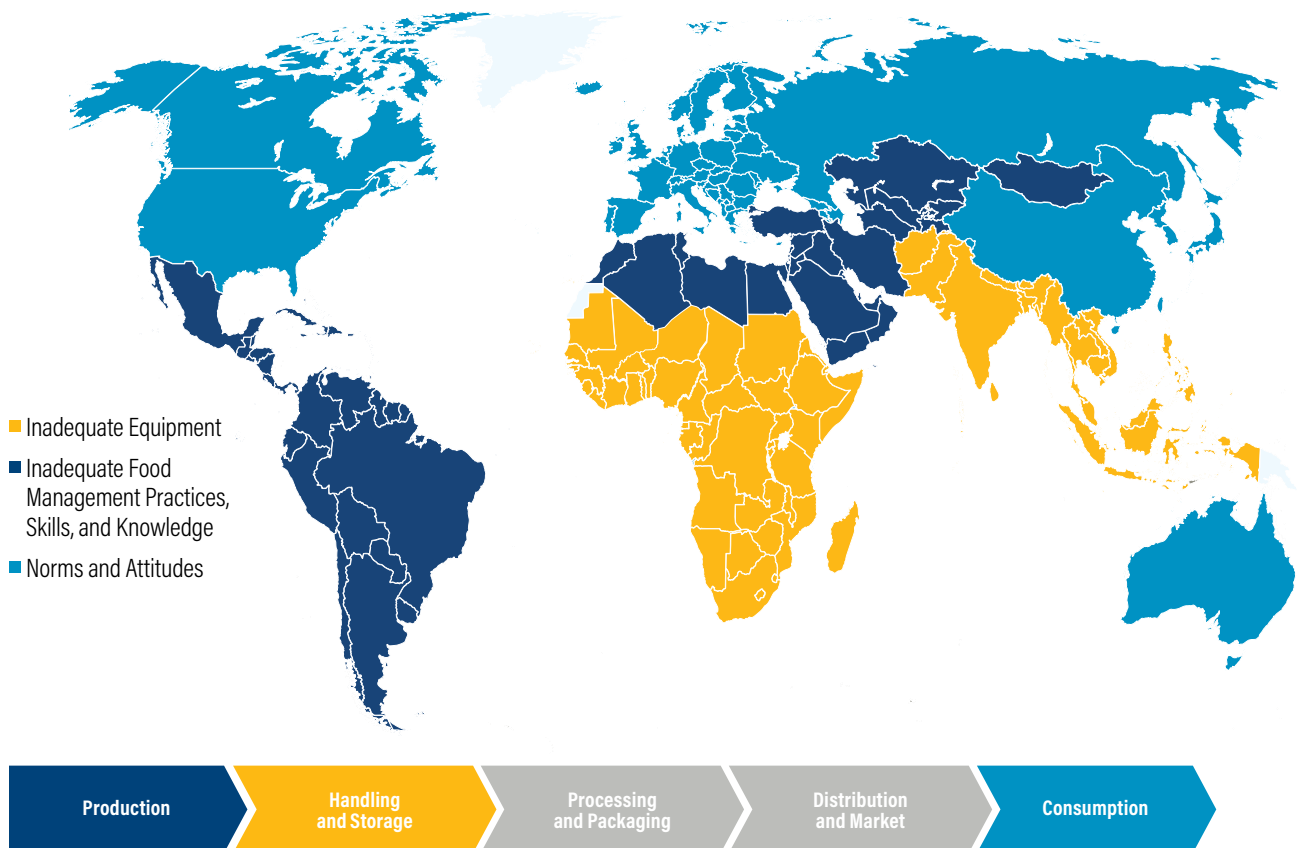 Inadequate Equipment
Inadequate Food
Management Practices,
Skills, and Knowledge
Norms and Attitudes
Production
Handling
and Storage
Processing
and Packaging
Distribution
and Market
Consumption